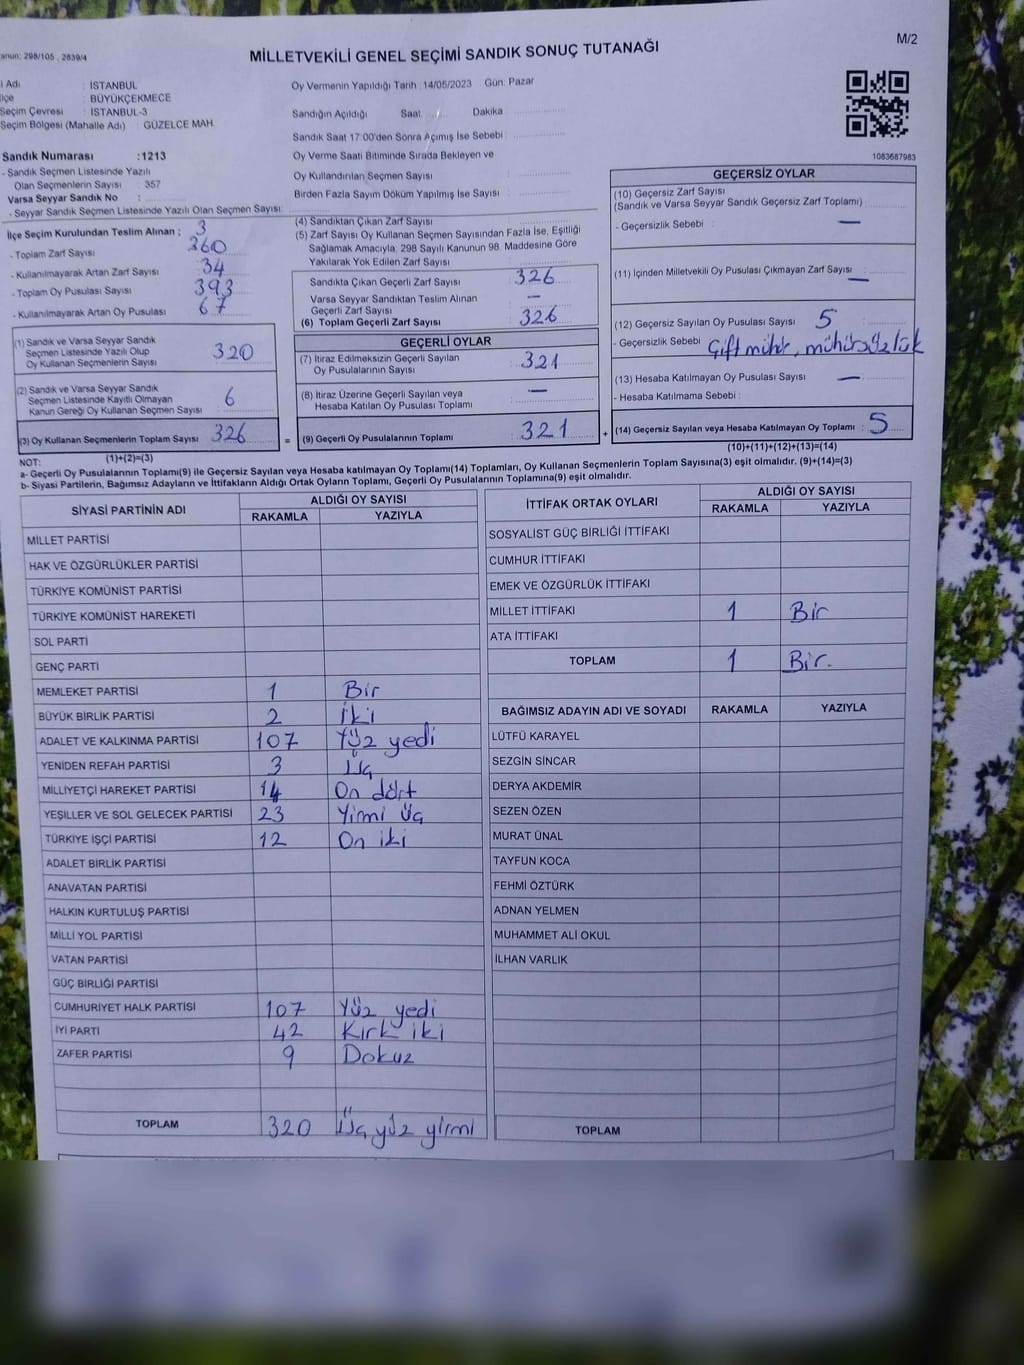 M/2
anun: 298/105 , 2839/4
MİLLETVEKİLİ GENEL SEÇİMİ SANDIK SONUÇ TUTANAĞI
l Adı : İSTANBUL
lçe : BÜYÜKÇEKMECE
Seçim Çevresi : İSTANBUL-3
Seçim Bölgesi (Mahalle Adı) : GÜZELCE MAH.
Sandık Numarası :1213
- Sandık Seçmen Listesinde Yazılı
Olan Seçmenlerin Sayısı : 357
Varsa Seyyar Sandık No :
- Seyyar Sandık Seçmen Listesinde Yazılı Olan Seçmen Sayısı:
Oy Vermenin Yapıldığı Tarih :14/05/2023 Gün: Pazar
Sandığın Açıldığı Saat: Dakika :
Sandık Saat 17:00'den Sonra Açımış İse Sebebi :
Oy Verme Saati Bitiminde Sırada Bekleyen ve
Oy Kullandırılan Seçmen Sayısı :
Birden Fazla Sayım Döküm Yapılmış İse Sayısı :
1083687983
İlçe Seçim Kurulundan Teslim Alınan ; 3
- Toplam Zarf Sayısı 360
- Kullanılmayarak Artan Zarf Sayısı 34
- Toplam Oy Pusulası Sayısı 393
- Kullanılmayarak Artan Oy Pusulası 67
(1) Sandık ve Varsa Seyyar Sandık
Seçmen Listesinde Yazılı Olup
Oy Kullanan Seçmenlerin Sayısı : 320
(2) Sandık ve Varsa Seyyar Sandık
Seçmen Listesinde Kayıtlı Olmayan
Kanun Gereği Oy Kullanan Seçmen Sayısı : 6
(3) Oy Kullanan Seçmenlerin Toplam Sayısı : 326
(1)+(2)=(3)
(4) Sandıktan Çıkan Zarf Sayısı :
(5) Zarf Sayısı Oy Kullanan Seçmen Sayısından Fazla İse, Eşitliği
Sağlamak Amacıyla, 298 Sayılı Kanunun 98. Maddesine Göre
Yakılarak Yok Edilen Zarf Sayısı :
Sandıkta Çıkan Geçerli Zarf Sayısı : 326
Varsa Seyyar Sandıktan Teslim Alınan
Geçerli Zarf Sayısı : —
(6) Toplam Geçerli Zarf Sayısı : 326
GEÇERLİ OYLAR
(7) İtiraz Edilmeksizin Geçerli Sayılan
Oy Pusulalarının Sayısı : 321
(8) İtiraz Üzerine Geçerli Sayılan veya
Hesaba Katılan Oy Pusulası Toplamı : —
= (9) Geçerli Oy Pusulalarının Toplamı : 321 +
GEÇERSİZ OYLAR
(10) Geçersiz Zarf Sayısı
(Sandık ve Varsa Seyyar Sandık Geçersiz Zarf Toplamı) :
- Geçersizlik Sebebi : —
(11) İçinden Milletvekili Oy Pusulası Çıkmayan Zarf Sayısı : —
(12) Geçersiz Sayılan Oy Pusulası Sayısı : 5
- Geçersizlik Sebebi : Çift mühür, mühürsüzlük
(13) Hesaba Katılmayan Oy Pusulası Sayısı : —
- Hesaba Katılmama Sebebi :
(14) Geçersiz Sayılan veya Hesaba Katılmayan Oy Toplamı : 5
(10)+(11)+(12)+(13)=(14)
NOT:
a- Geçerli Oy Pusulalarının Toplamı(9) ile Geçersiz Sayılan veya Hesaba katılmayan Oy Toplamı(14) Toplamları, Oy Kullanan Seçmenlerin Toplam Sayısına(3) eşit olmalıdır. (9)+(14)=(3)
b- Siyasi Partilerin, Bağımsız Adayların ve İttifakların Aldığı Ortak Oyların Toplamı, Geçerli Oy Pusulalarının Toplamına(9) eşit olmalıdır.
SİYASİ PARTİNİN ADI ALDIĞI OY SAYISI
RAKAMLA YAZIYLA
MİLLET PARTİSİ
HAK VE ÖZGÜRLÜKLER PARTİSİ
TÜRKİYE KOMÜNİST PARTİSİ
TÜRKİYE KOMÜNİST HAREKETİ
SOL PARTİ
GENÇ PARTİ
MEMLEKET PARTİSİ 1 Bir
BÜYÜK BİRLİK PARTİSİ 2 İki
ADALET VE KALKINMA PARTİSİ 107 Yüz yedi
YENİDEN REFAH PARTİSİ 3 Üç
MİLLİYETÇİ HAREKET PARTİSİ 14 On dört
YEŞİLLER VE SOL GELECEK PARTİSİ 23 Yirmi üç
TÜRKİYE İŞÇİ PARTİSİ 12 On iki
ADALET BİRLİK PARTİSİ
ANAVATAN PARTİSİ
HALKIN KURTULUŞ PARTİSİ
MİLLİ YOL PARTİSİ
VATAN PARTİSİ
GÜÇ BİRLİĞİ PARTİSİ
CUMHURİYET HALK PARTİSİ 107 Yüz yedi
İYİ PARTİ 42 Kırk iki
ZAFER PARTİSİ 9 Dokuz
TOPLAM 320 Üç yüz yirmi
İTTİFAK ORTAK OYLARI ALDIĞI OY SAYISI
RAKAMLA YAZIYLA
SOSYALİST GÜÇ BİRLİĞİ İTTİFAKI
CUMHUR İTTİFAKI
EMEK VE ÖZGÜRLÜK İTTİFAKI
MİLLET İTTİFAKI 1 Bir
ATA İTTİFAKI
TOPLAM 1 Bir.
BAĞIMSIZ ADAYIN ADI VE SOYADI RAKAMLA YAZIYLA
LÜTFÜ KARAYEL
SEZGİN SİNCAR
DERYA AKDEMİR
SEZEN ÖZEN
MURAT ÜNAL
TAYFUN KOCA
FEHMİ ÖZTÜRK
ADNAN YELMEN
MUHAMMET ALİ OKUL
İLHAN VARLIK
TOPLAM